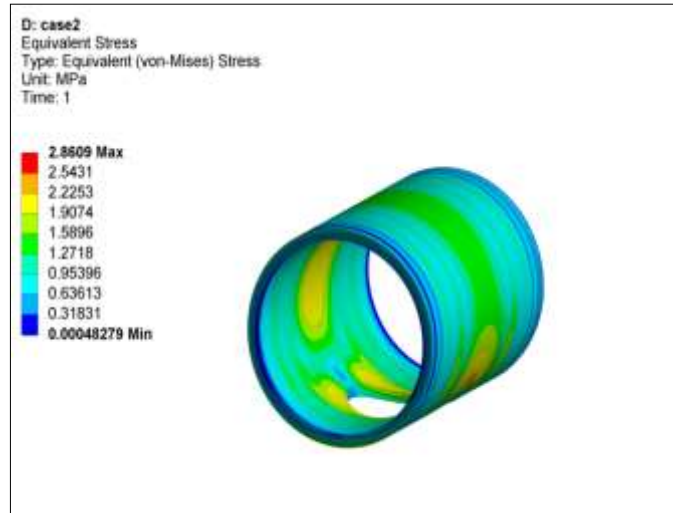 D: case2
Equivalent Stress
Type: Equivalent (von-Mises) Stress
Unit: MPa
Time: 1
2.8609 Max
2.5431
2.2253
1.9074
1.5896
1.2718
0.95396
0.63613
0.31831
0.00048279 Min